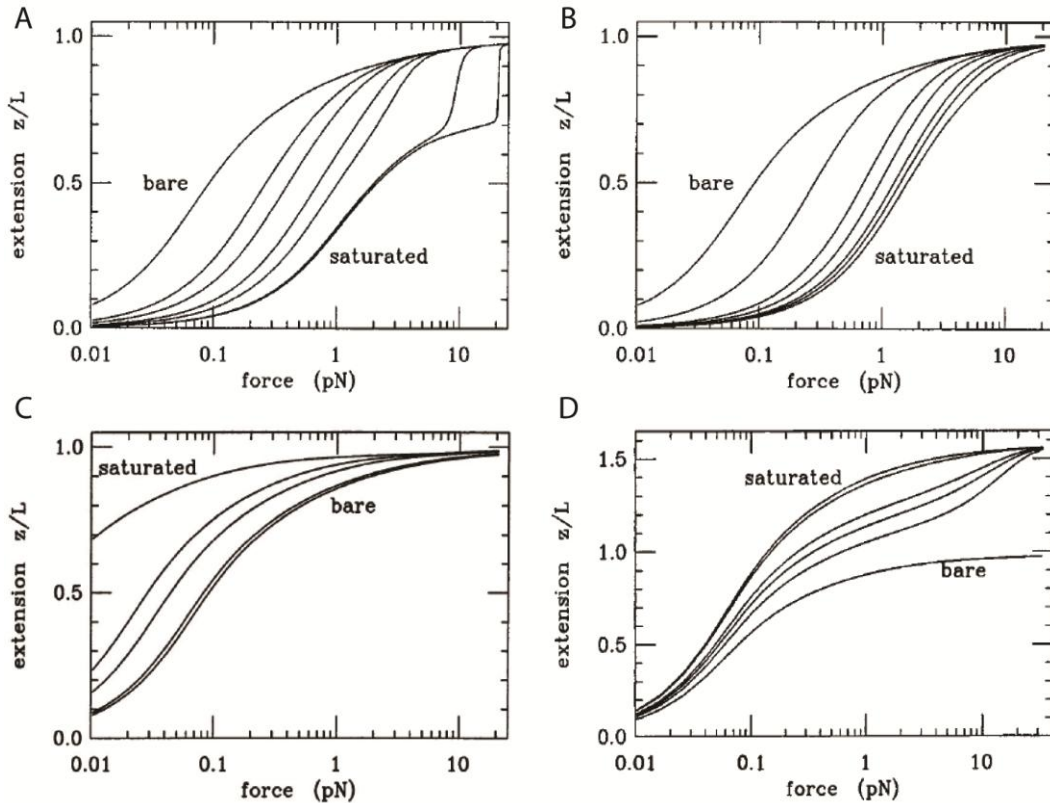 A
B
1.0
0.5
0.0
extension z/L
bare
saturated
0.01
0.1
1
10
force (pN)
1.0
0.5
0.0
extension z/L
bare
saturated
0.01
0.1
1
10
force (pN)
C
D
1.0
0.5
0.0
extension z/L
saturated
bare
0.01
0.1
1
10
force (pN)
1.5
1.0
0.5
0.0
extension z/L
saturated
bare
0.01
0.1
1
10
force (pN)